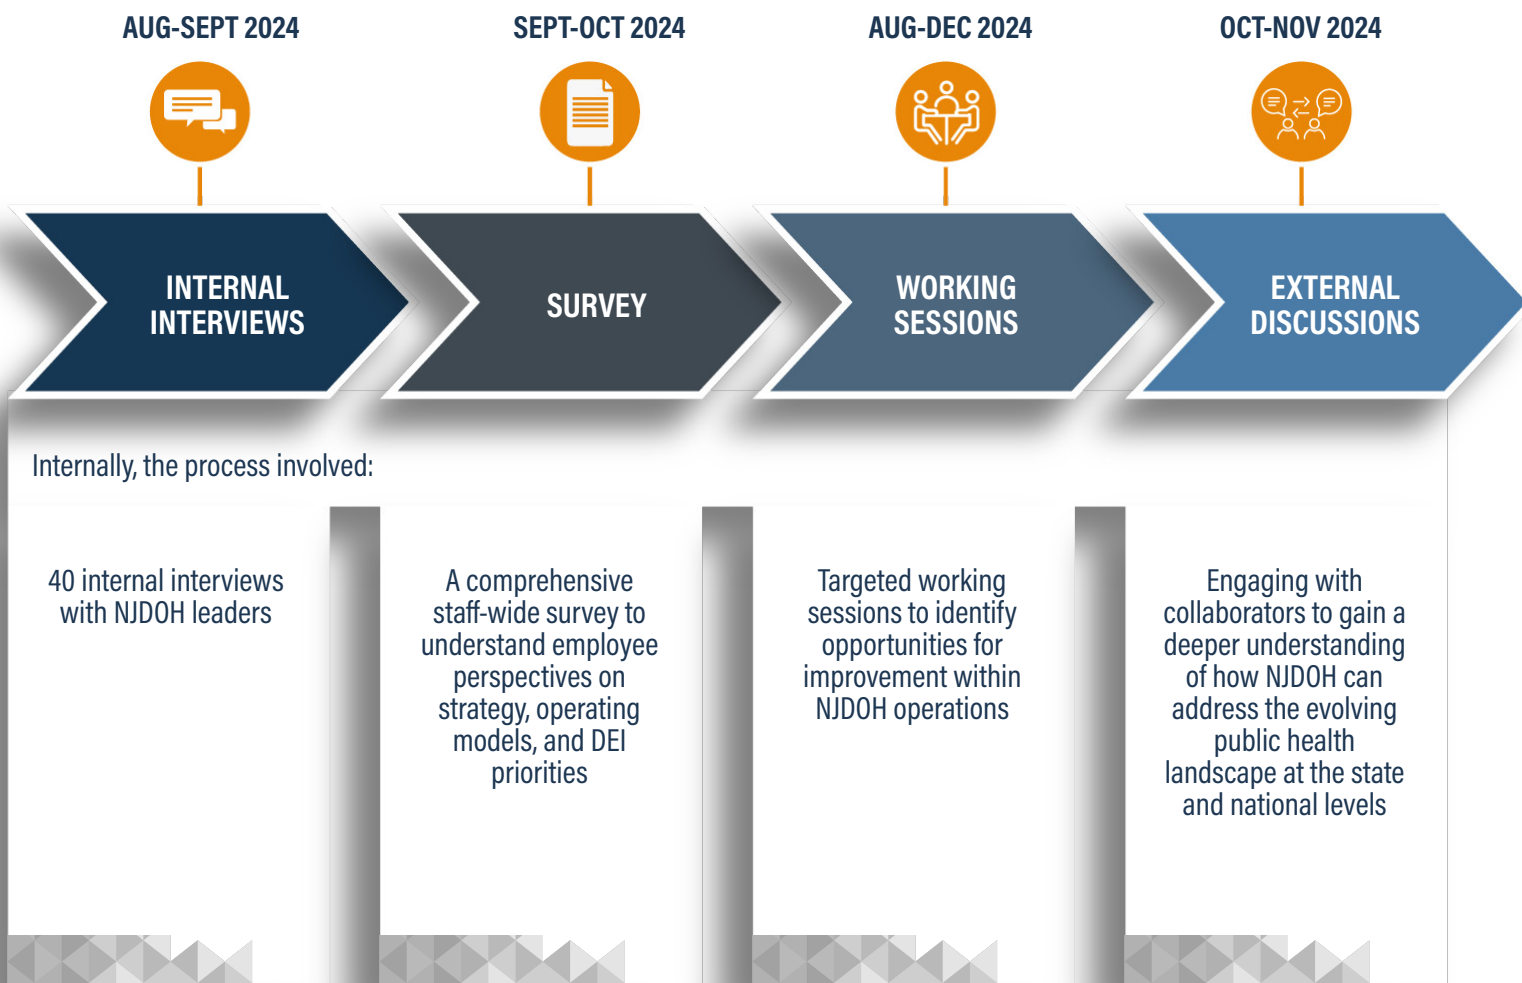 AUG-SEPT 2024
SEPT-OCT 2024
AUG-DEC 2024
OCT-NOV 2024
INTERNAL
INTERVIEWS
SURVEY
WORKING
SESSIONS
EXTERNAL
DISCUSSIONS
Internally, the process involved:
40 internal interviews
with NJDOH leaders
A comprehensive
staff-wide survey to
understand employee
perspectives on
strategy, operating
models, and DEI
priorities
Targeted working
sessions to identify
opportunities for
improvement within
NJDOH operations
Engaging with
collaborators to gain a
deeper understanding
of how NJDOH can
address the evolving
public health
landscape at the state
and national levels